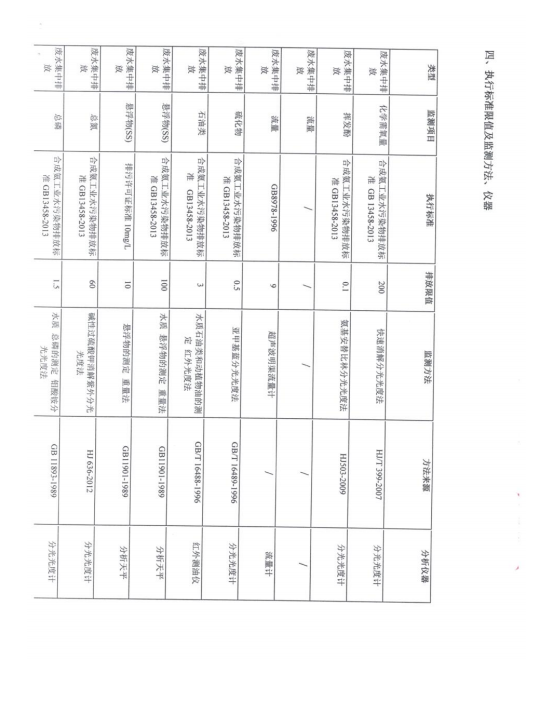 四、执行标准限值及监测方法、仪器
类型 监测项目 执行标准 排放限值 监测方法 方法来源 分析仪器
废水集中排
放 化学需氧量 合成氨工业水污染物排放标
准 GB 13458-2013 200 快速消解分光光度法 HJ/T 399-2007 分光光度计
废水集中排
放 挥发酚 合成氨工业水污染物排放标
准 GB13458-2013 0.1 氨基安替比林分光光度法 HJ503-2009 分光光度计
废水集中排
放 流量 / / / / /
废水集中排
放 流量 GB8978-1996 9 超声波明渠流量计 / 流量计
废水集中排
放 硫化物 合成氨工业水污染物排放标
准 GB13458-2013 0.5 亚甲基蓝分光光度法 GB/T 16489-1996 分光光度计
废水集中排
放 石油类 合成氨工业水污染物排放标
准 GB13458-2013 3 水质石油类和动植物油的测
定 红外光度法 GB/T 16488-1996 红外测油仪
废水集中排
放 悬浮物(SS) 合成氨工业水污染物排放标
准 GB13458-2013 100 水质 悬浮物的测定 重量法 GB11901-1989 分析天平
废水集中排
放 悬浮物(SS) 排污许可证标准 10mg/L 10 悬浮物的测定 重量法 GB11901-1989 分析天平
废水集中排
放 总氮 合成氨工业水污染物排放标
准 GB13458-2013 60 碱性过硫酸甲消解紫外分光
光度法 HJ 636-2012 分光光度计
废水集中排
放 总磷 合成氨工业水污染物排放标
准 GB13458-2013 1.5 水质 总磷的测定 钼酸铵分
光光度法 GB 11893-1989 分光光度计